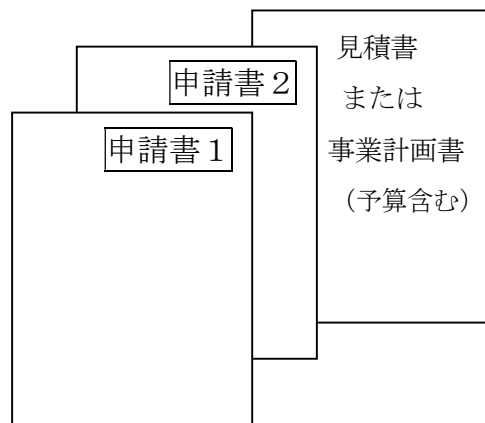 見積書
または
事業計画書
（予算含む）
申請書２
申請書１